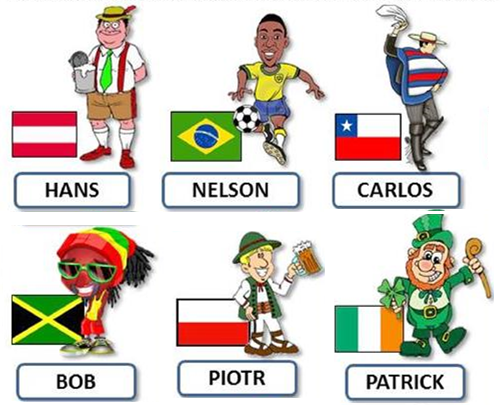 HANS
NELSON
CARLOS
BOB
PIOTR
PATRICK